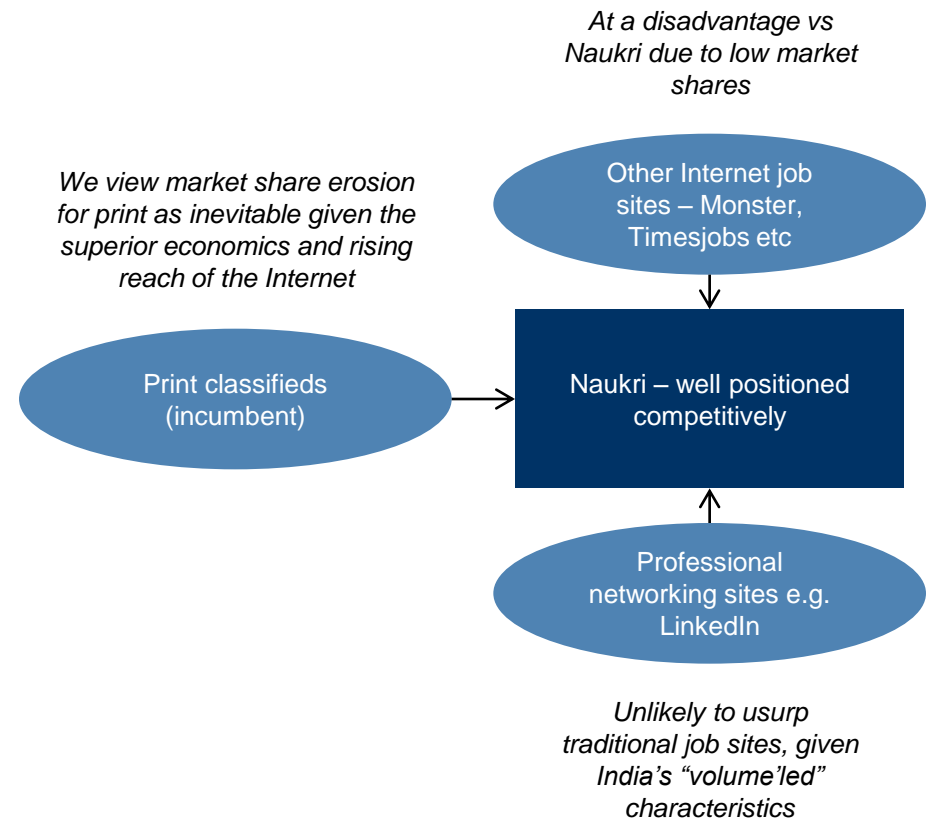 At a disadvantage vs
Naukri due to low market
shares
Other Internet job
sites – Monster,
Timesjobs etc
We view market share erosion
for print as inevitable given the
superior economics and rising
reach of the Internet
Print classifieds
(incumbent)
Naukri – well positioned
competitively
Professional
networking sites e.g.
LinkedIn
Unlikely to usurp
traditional job sites, given
India’s “volume’led”
characteristics